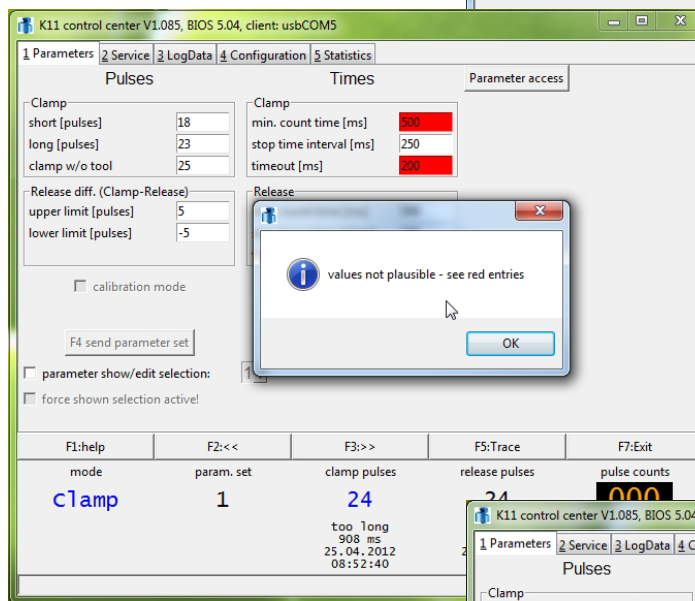 K11 control center V1.085, BIOS 5.04, client: usbCOM5
1 Parameters 2 Service 3 LogData 4 Configuration 5 Statistics
Pulses Times Parameter access
Clamp Clamp
short [pulses] 18 min. count time [ms] 500
long [pulses] 23 stop time interval [ms] 250
clamp w/o tool 25 timeout [ms] 200
Release diff. (Clamp-Release) Release
upper limit [pulses] 5
lower limit [pulses] -5
values not plausible - see red entries
OK
calibration mode
F4 send parameter set
parameter show/edit selection: 1
force shown selection active!
F1:help F2:<< F3:>> F5:Trace F7:Exit
mode param. set clamp pulses release pulses pulse counts
Clamp 1 24 24 000
too long
908 ms
25.04.2012
08:52:40
K11 control center V1.085, BIOS 5.04
1 Parameters 2 Service 3 LogData 4
Pulses
Clamp